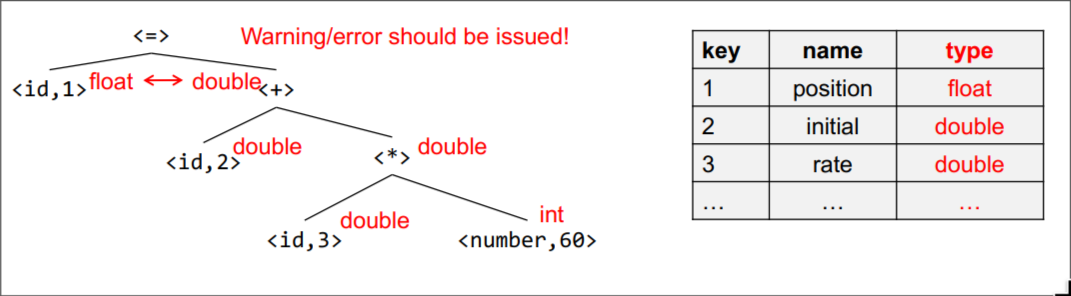 <=>
Warning/error should be issued!
<id,1> float ⟷ double <+>
<id,2> double
<*> double
double
int
<id,3>
<number,60>
key name type
1 position float
2 initial double
3 rate double
… … …